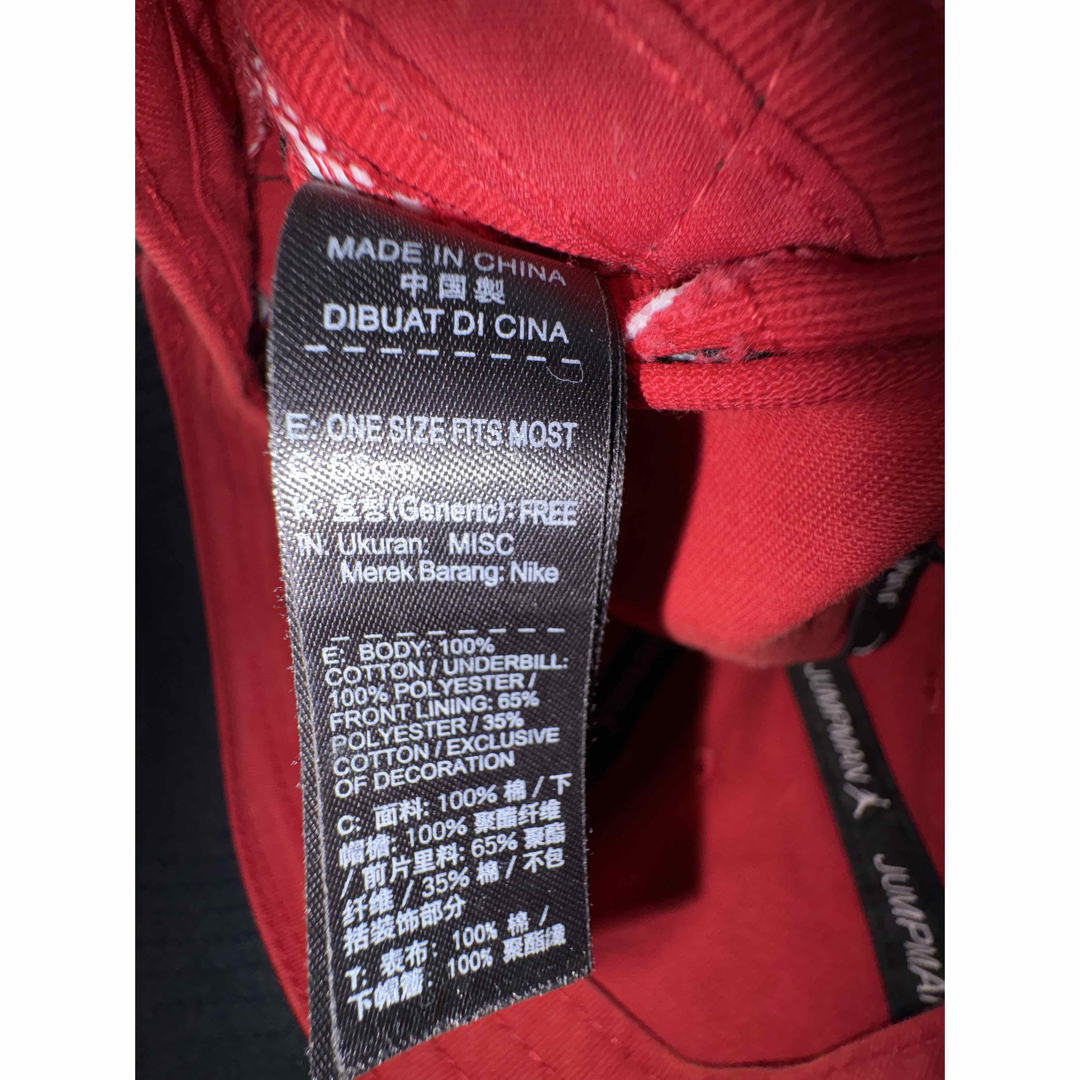 MADE IN CHINA
中国製
DIBUAT DI CINA
E: ONE SIZE FITS MOST
K: 호칭(Generic): FREE
IN. Ukuran: MISC
Merek Barang: Nike
E: BODY: 100%
COTTON / UNDERBILL:
100% POLYESTER /
FRONT LINING: 65%
POLYESTER / 35%
COTTON / EXCLUSIVE
OF DECORATION
C: 面料: 100% 棉 / 下
帽檐: 100% 聚酯纤维
/ 前片里料: 65% 聚酯
纤维 / 35% 棉 / 不包
括装饰部分
T: 表布: 100% 棉 /
下帽簷: 100% 聚酯纖
JUMPMAN
JUMPMAN